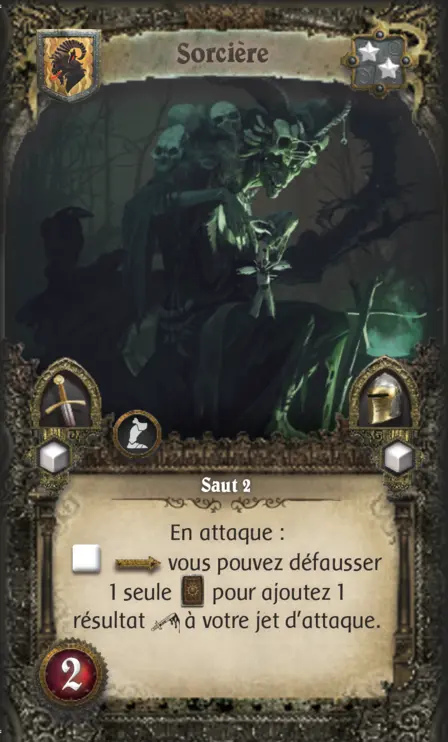 Sorcière
Saut 2
En attaque :
vous pouvez défausser
1 seule pour ajoutez 1
résultat à votre jet d'attaque.
2